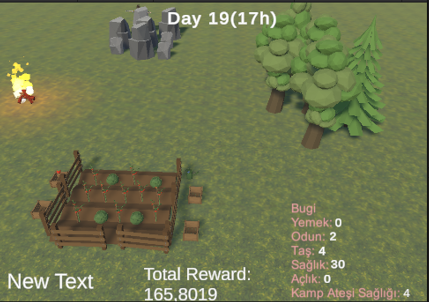 Day 19(17h)
Bugi
Yemek: 0
Odun: 2
Taş: 4
Sağlık: 30
Açlık: 0
Kamp Ateşi Sağlığı: 4
New Text
Total Reward:
165.8019